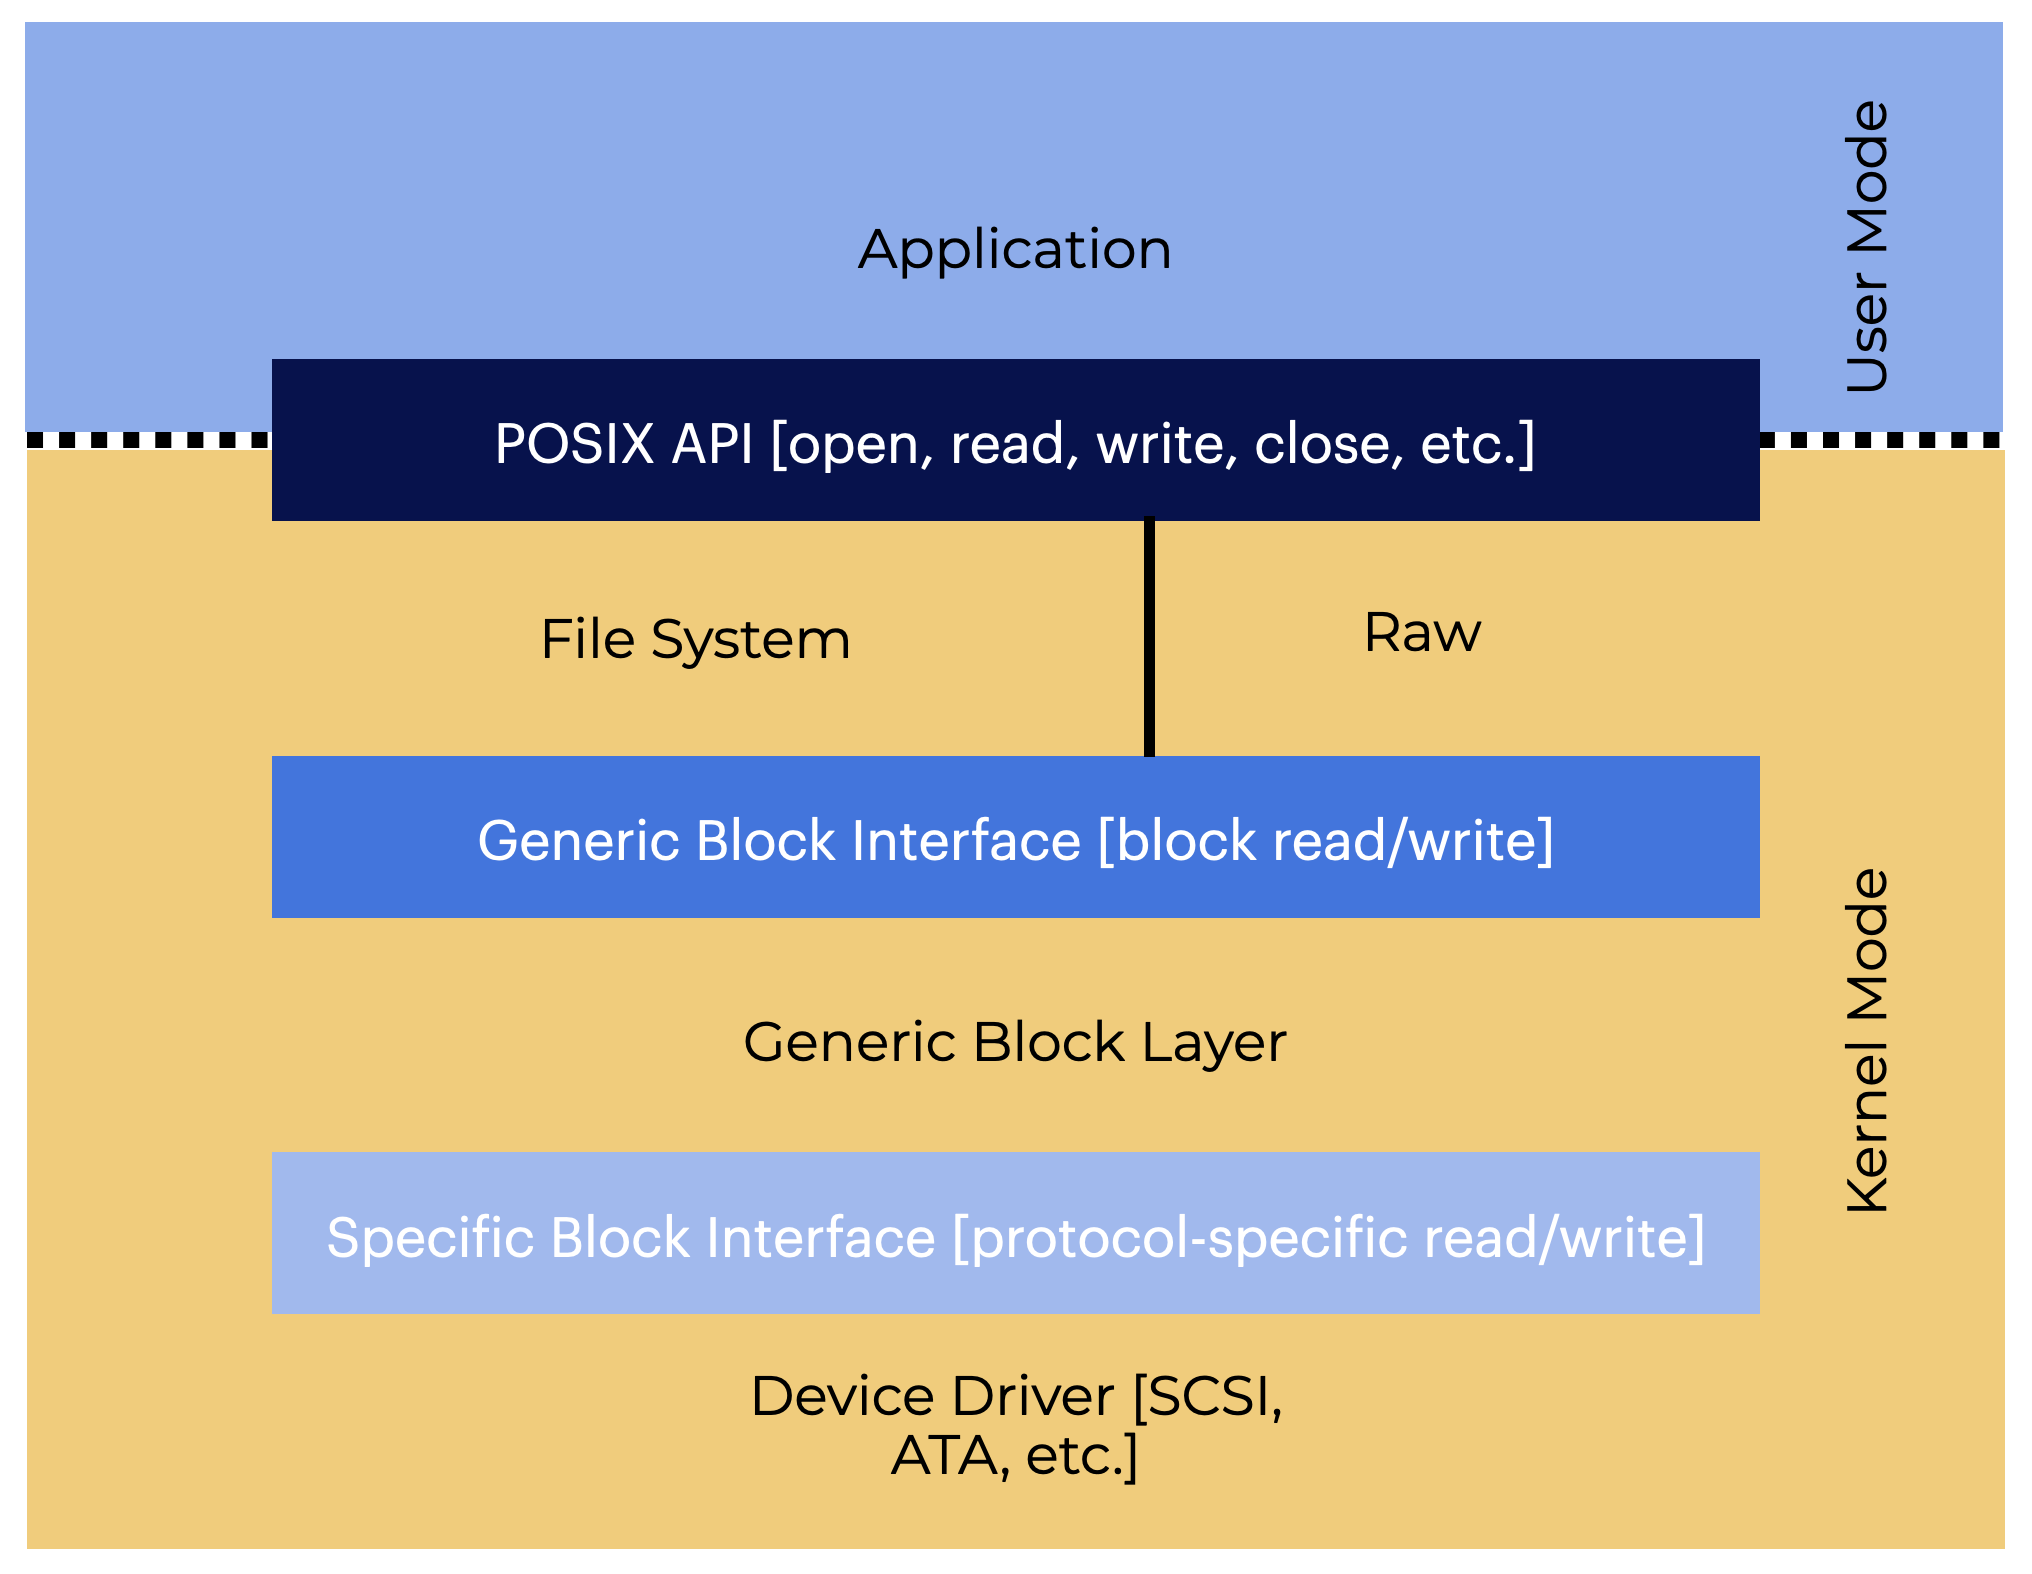 User Mode
Application
POSIX API [open, read, write, close, etc.]
File System
Raw
Generic Block Interface [block read/write]
Kernel Mode
Generic Block Layer
Specific Block Interface [protocol-specific read/write]
Device Driver [SCSI,
ATA, etc.]